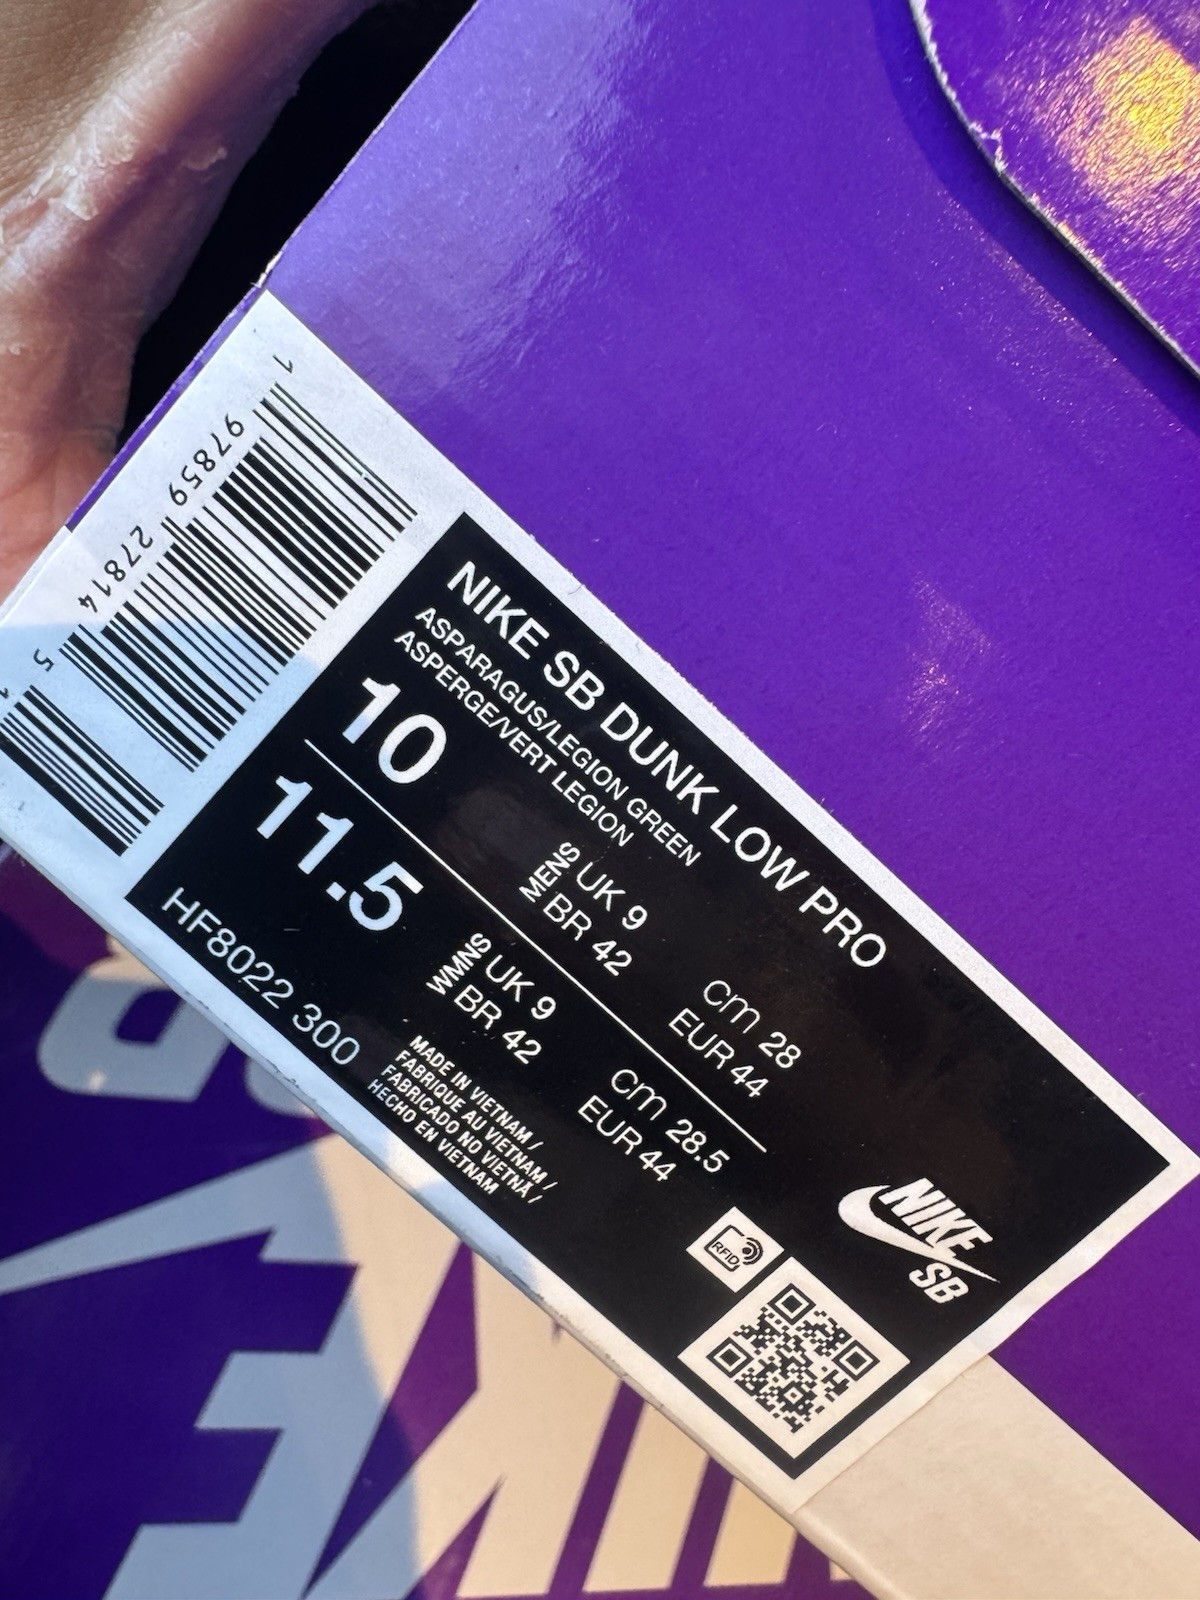 1 97859 27814 5
NIKE SB DUNK LOW PRO
ASPARAGUS/LEGION GREEN
ASPERGE/VERT LEGION
10
MENS
UK 9
BR 42
CM 28
EUR 44
11.5
WMNS
UK 9
BR 42
CM 28.5
EUR 44
HF8022 300
MADE IN VIETNAM /
FABRIQUE AU VIETNAM /
FABRICADO NO VIETNÃ /
HECHO EN VIETNAM
RFID
NIKE
SB